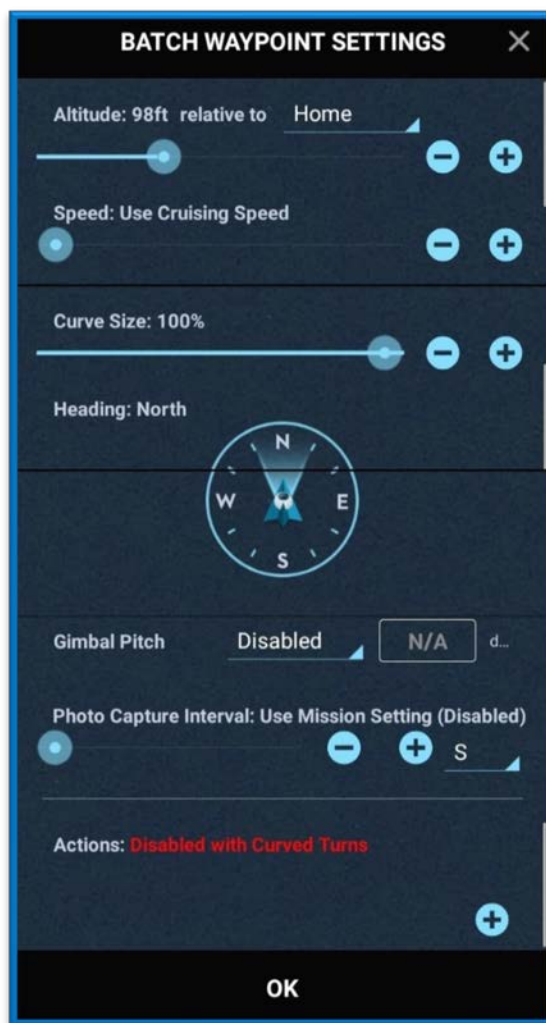 BATCH WAYPOINT SETTINGS
Altitude: 98ft relative to Home
Speed: Use Cruising Speed
Curve Size: 100%
Heading: North
N
W E
S
Gimbal Pitch Disabled N/A d...
Photo Capture Interval: Use Mission Setting (Disabled)
S
Actions: Disabled with Curved Turns
OK